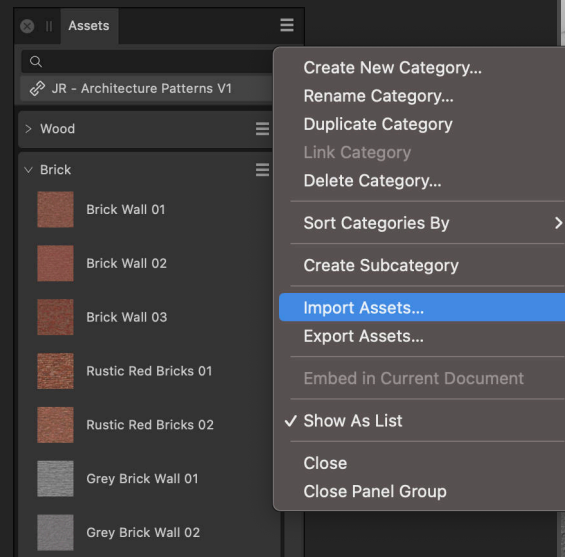 Assets
JR - Architecture Patterns V1
Wood
Brick
Brick Wall 01
Brick Wall 02
Brick Wall 03
Rustic Red Bricks 01
Rustic Red Bricks 02
Grey Brick Wall 01
Grey Brick Wall 02
Create New Category...
Rename Category...
Duplicate Category
Link Category
Delete Category...
Sort Categories By
Create Subcategory
Import Assets...
Export Assets...
Embed in Current Document
Show As List
Close
Close Panel Group